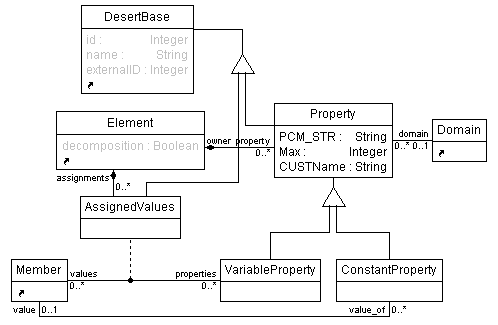 DesertBase
id : Integer
name : String
externalID : Integer
Element
decomposition : Boolean
Property
PCM_STR : String
Max : Integer
CUSTName : String
Domain
owner property
0..*
domain
0..* 0..1
assignments
0..*
AssignedValues
Member
values
0..*
properties
0..*
VariableProperty
ConstantProperty
value 0..1
value_of 0..*